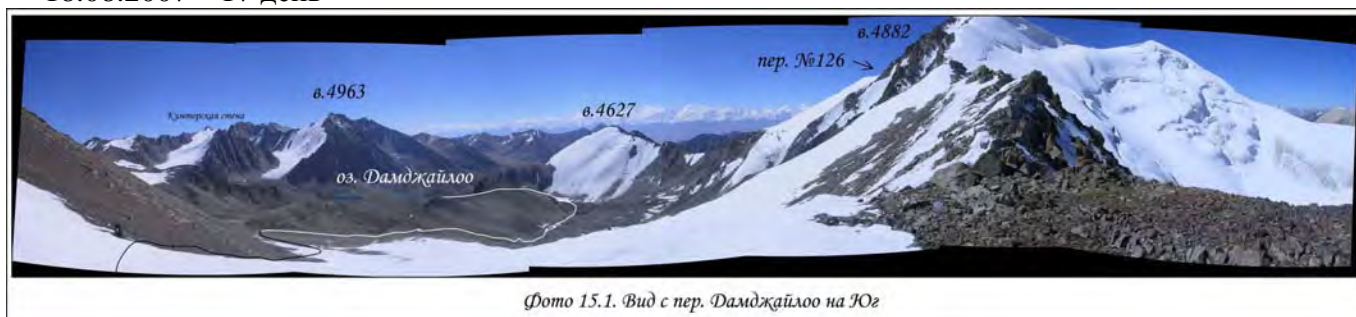 в.4882
пер. №126
в.4963
в.4627
оз. Дамджайлоо
Фото 15.1. Вид с пер. Дамджайлоо на Юг